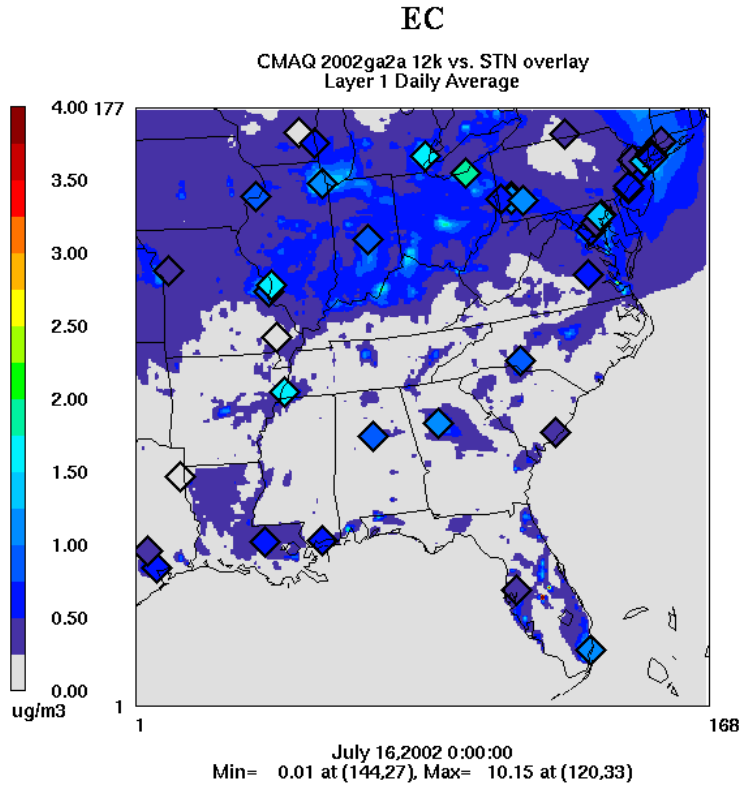 EC
CMAQ 2002ga2a 12k vs. STN overlay
Layer 1 Daily Average
4.00
3.50
3.00
2.50
2.00
1.50
1.00
0.50
0.00
ug/m3
177
1
1
168
July 16,2002 0:00:00
Min= 0.01 at (144,27), Max= 10.15 at (120,33)